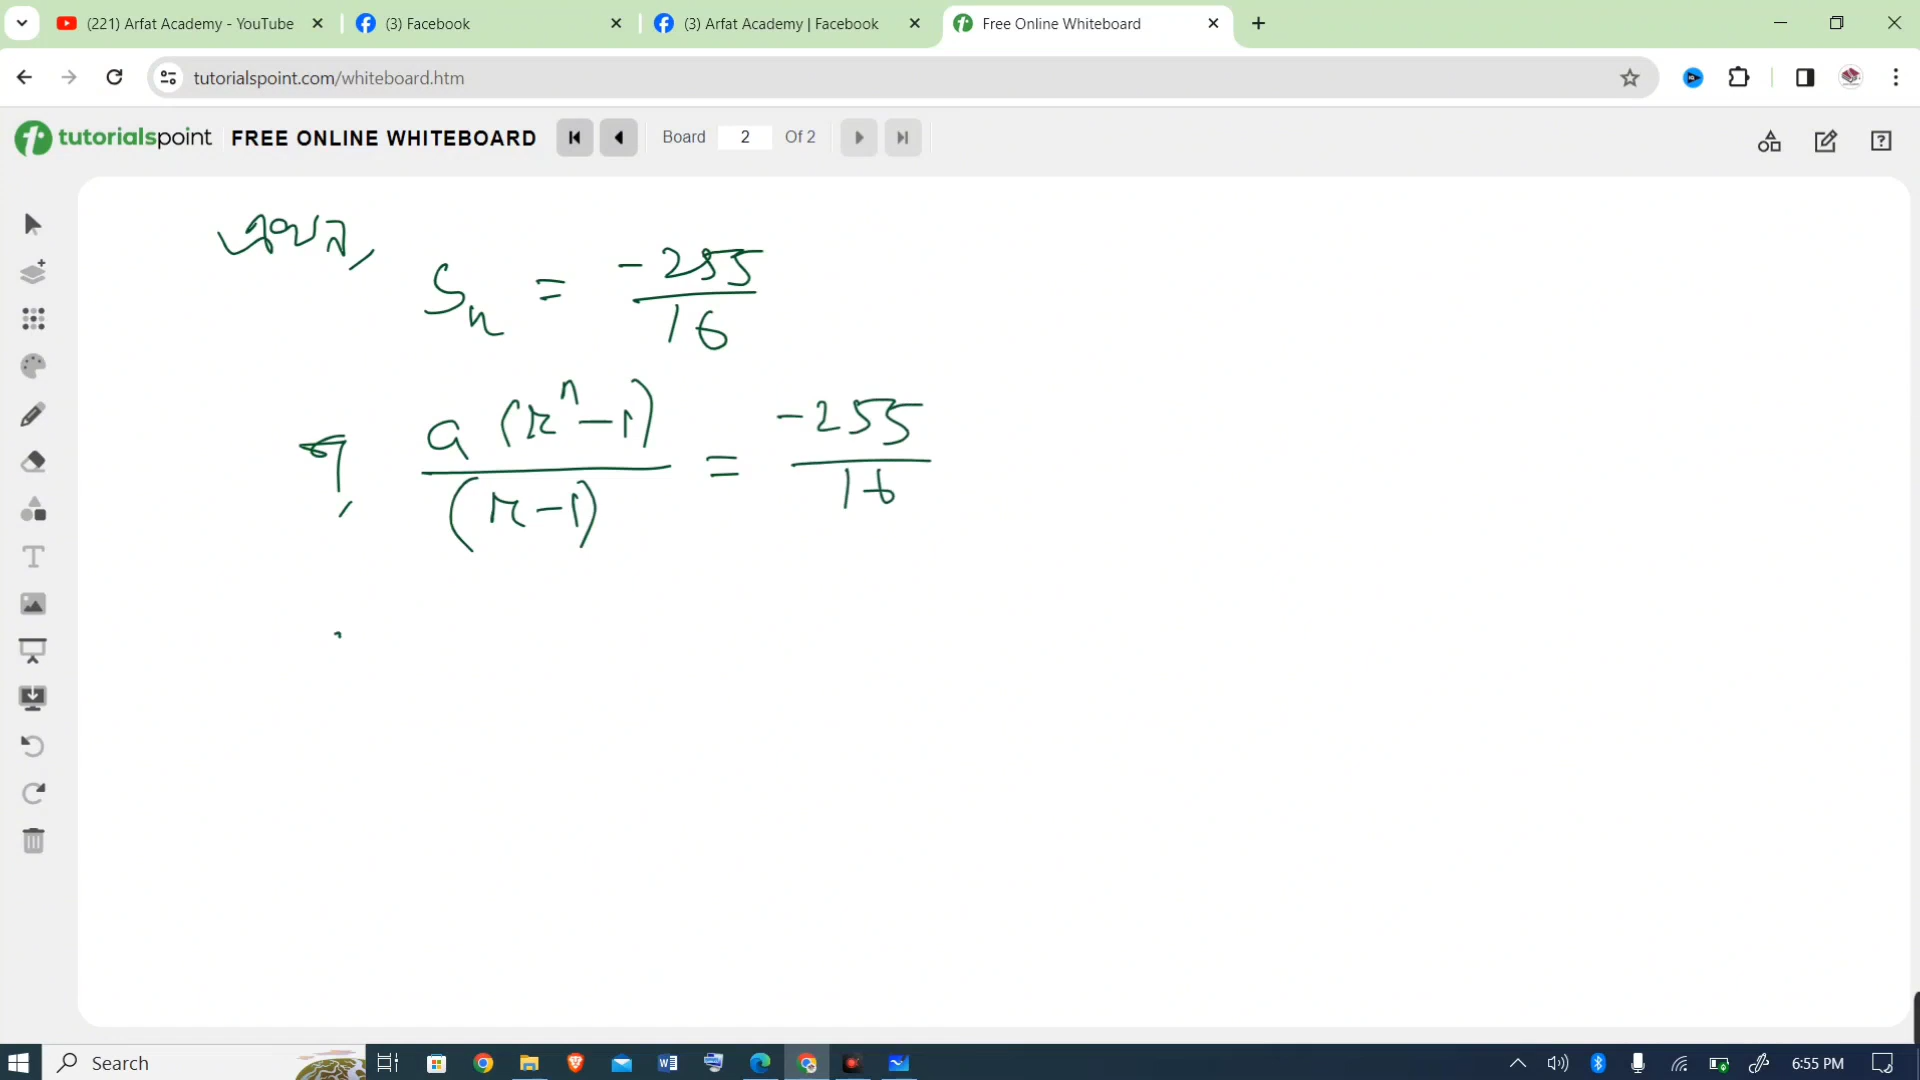 (221) Arfat Academy - YouTube (3) Facebook (3) Arfat Academy | Facebook Free Online Whiteboard
tutorialspoint.com/whiteboard.htm
tutorialspoint FREE ONLINE WHITEBOARD Board 2 Of 2
Sn = -255/16
বা, a(r^n-1)/(r-1) = -255/16
Search 6:55 PM